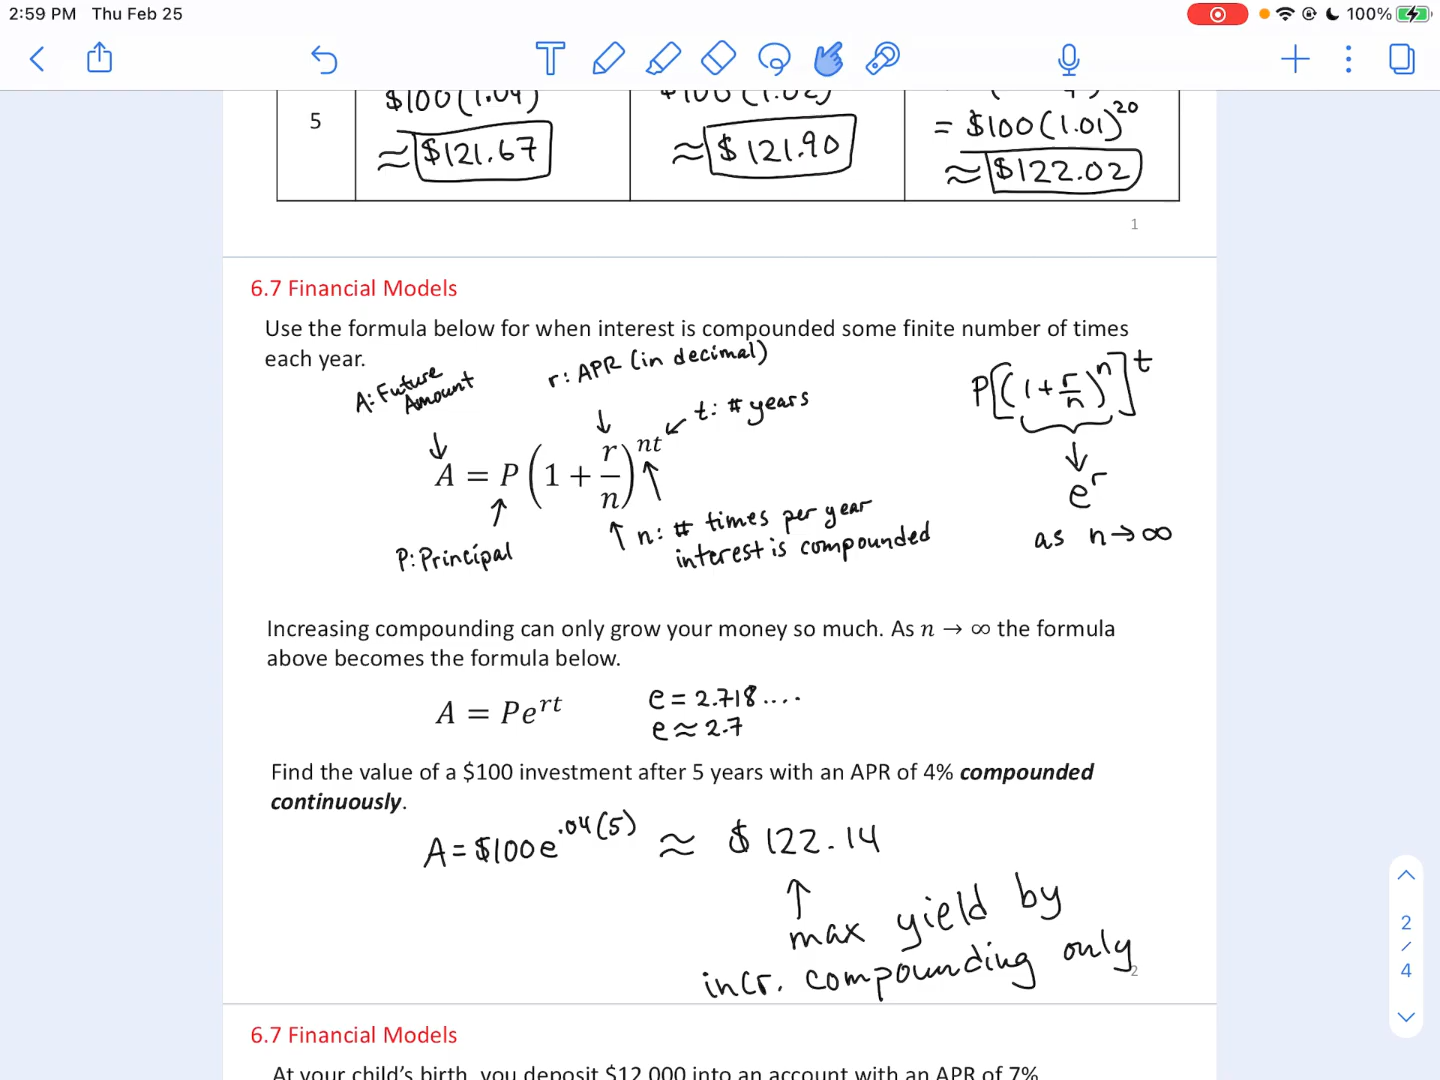 2:59 PM Thu Feb 25
100%
$100(1.04)
$100(1.02)
5
≈ $121.67
≈ $121.90
= $100(1.01)^20
≈ $122.02
1
6.7 Financial Models
Use the formula below for when interest is compounded some finite number of times
each year.
A: Future
Amount
r: APR (in decimal)
t: # years
P[(1+r/n)^n]^t
A = P(1 + r/n)^nt
e^r
as n→∞
P: Principal
n: # times per year
interest is compounded
Increasing compounding can only grow your money so much. As n → ∞ the formula
above becomes the formula below.
A = Pe^rt
e = 2.718....
e ≈ 2.7
Find the value of a $100 investment after 5 years with an APR of 4% compounded
continuously.
A = $100e^.04(5) ≈ $122.14
max yield by
incr. compounding only
2
2
/
4
6.7 Financial Models
At your child's birth, you deposit $12,000 into an account with an APR of 7%